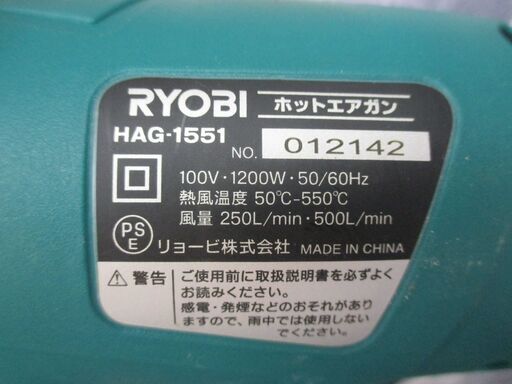 RYOBI ホットエアガン
HAG-1551 NO. 012142
100V・1200W・50/60Hz
熱風温度 50℃-550℃
風量 250L/min・500L/min
PSE リョービ株式会社 MADE IN CHINA
⚠警告 ご使用前に取扱説明書を必ずよく
お読みください。
感電・発煙などのおそれがあり
ますので、雨中では使用しない
でください。